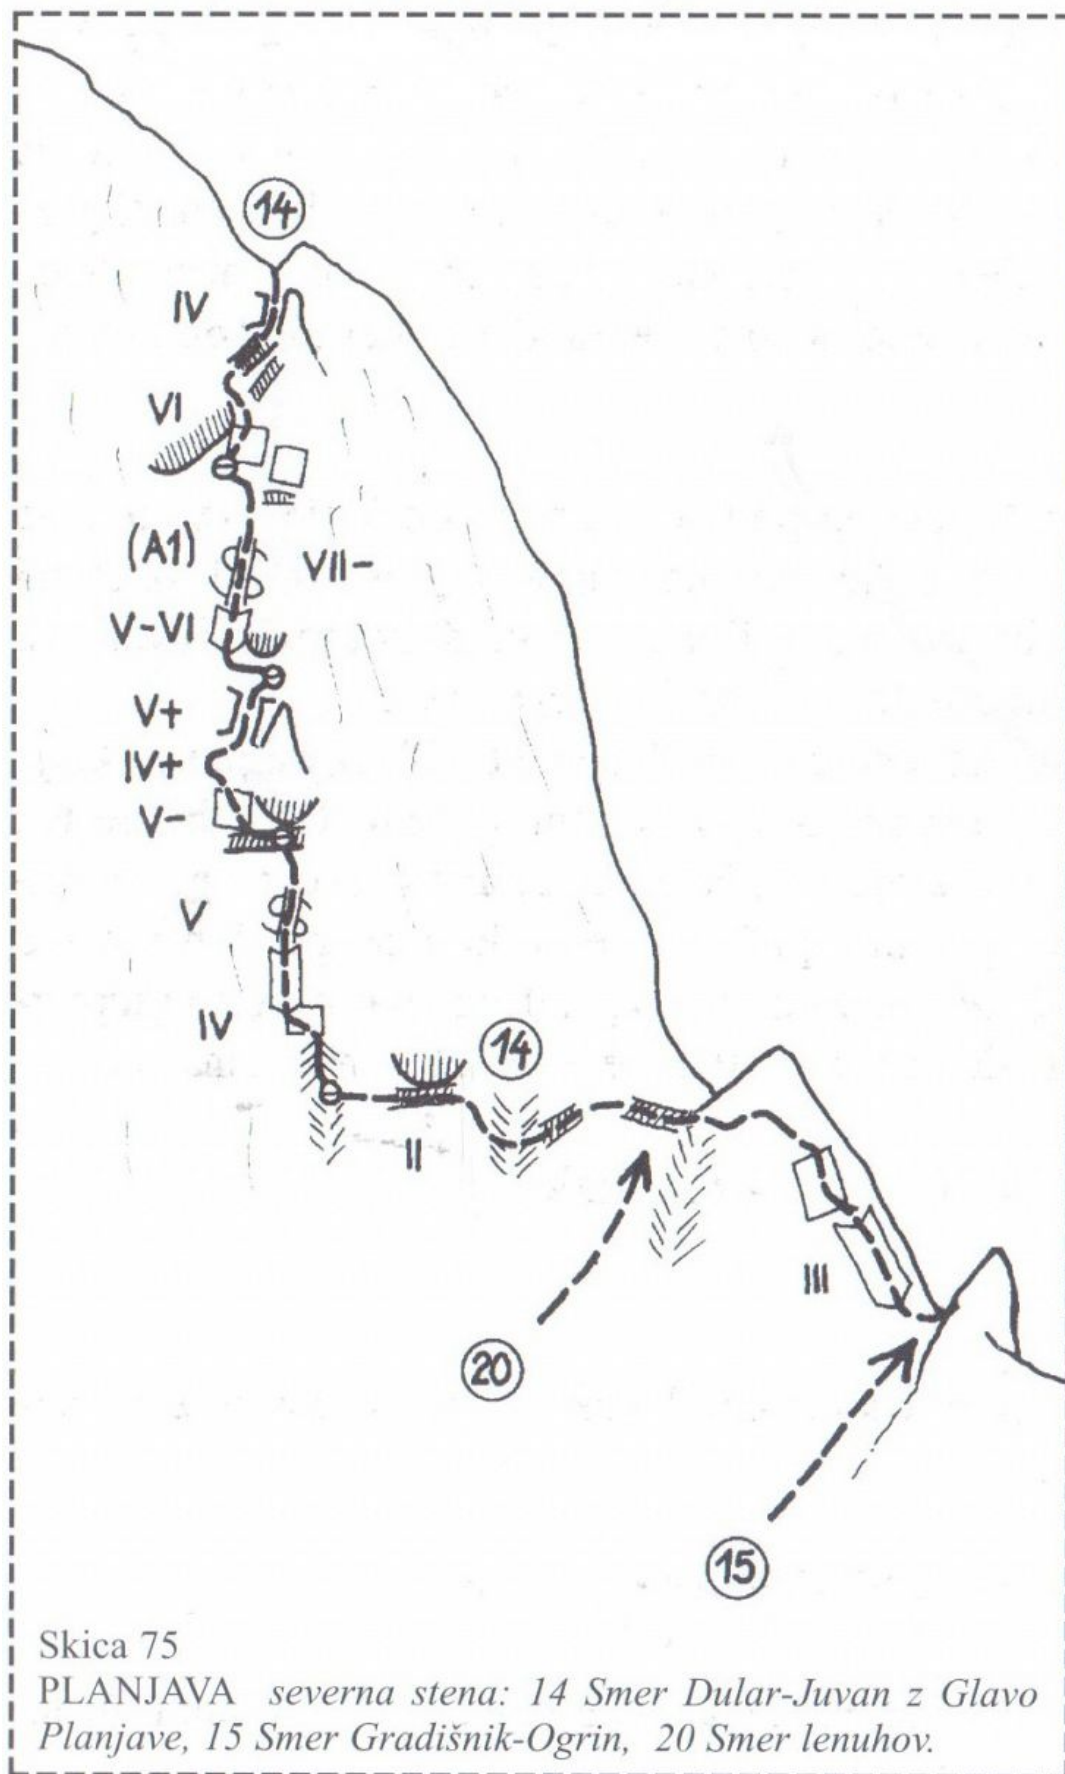 14
IV
VI
(A1)
VII-
V-VI
V+
IV+
V-
V
IV
14
II
III
20
15
Skica 75
PLANJAVA severna stena: 14 Smer Dular-Juvan z Glavo
Planjave, 15 Smer Gradišnik-Ogrin, 20 Smer lenuhov.